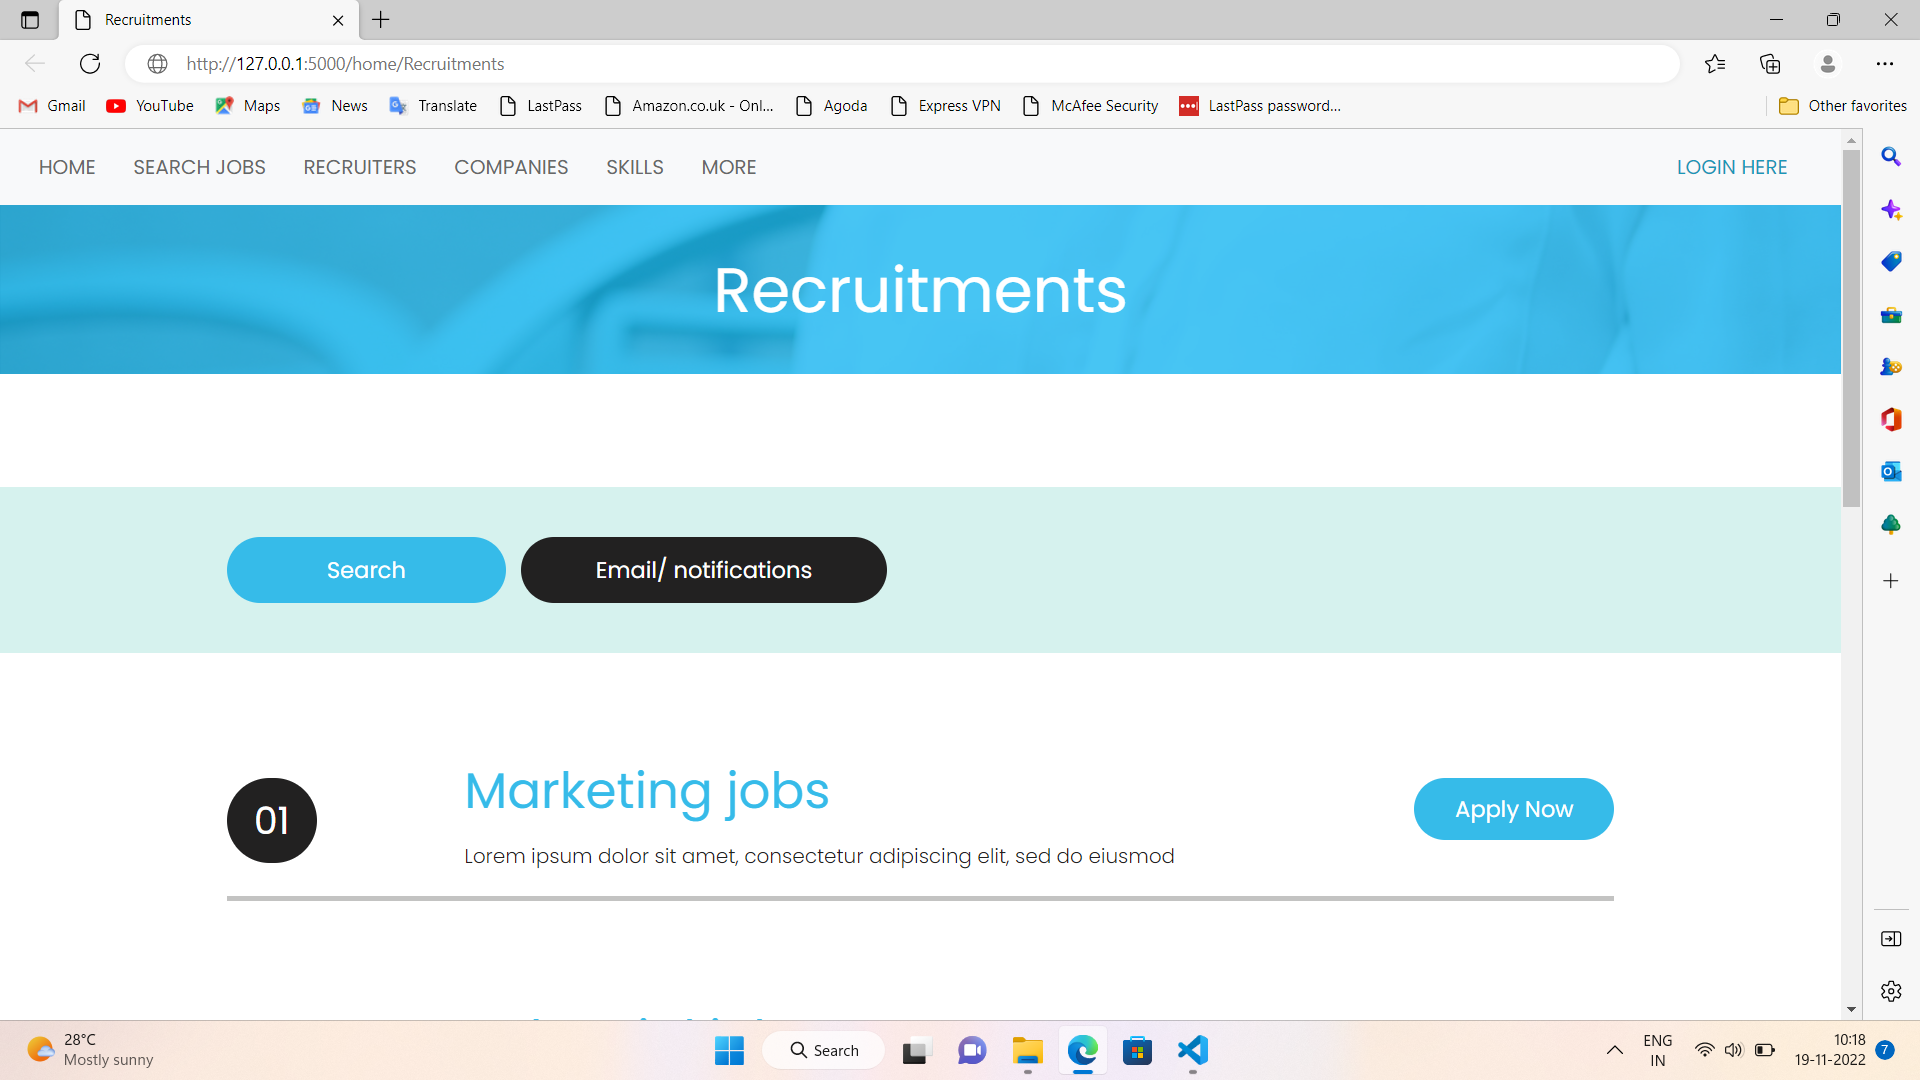 Recruitments
http://127.0.0.1:5000/home/Recruitments
Gmail YouTube Maps News Translate LastPass Amazon.co.uk - Onl... Agoda Express VPN McAfee Security LastPass password... Other favorites
HOME SEARCH JOBS RECRUITERS COMPANIES SKILLS MORE LOGIN HERE
Recruitments
Search Email/ notifications
01
Marketing jobs
Apply Now
Lorem ipsum dolor sit amet, consectetur adipiscing elit, sed do eiusmod
28°C
Mostly sunny
Search
ENG
IN
10:18
19-11-2022
7